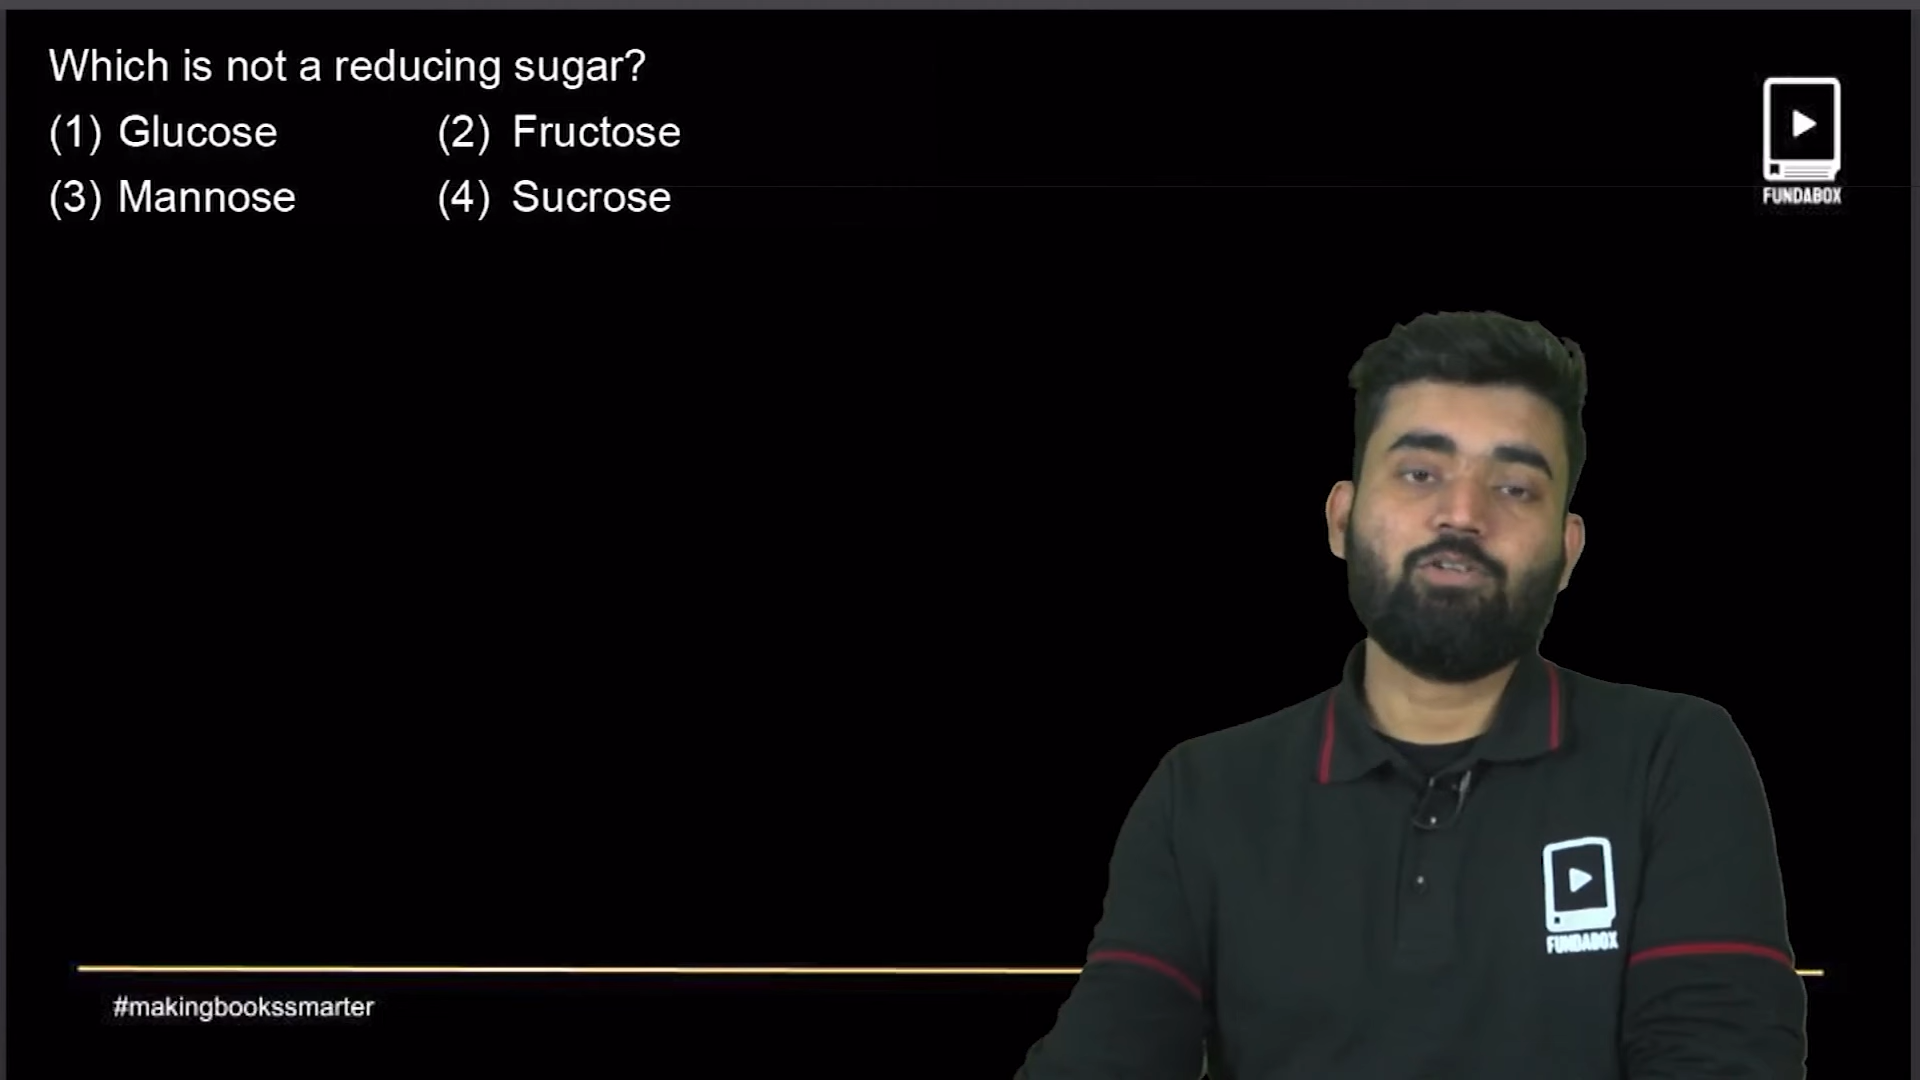 Which is not a reducing sugar?
(1) Glucose (2) Fructose
(3) Mannose (4) Sucrose
FUNDABOX
FUNDABOX
#makingbookssmarter